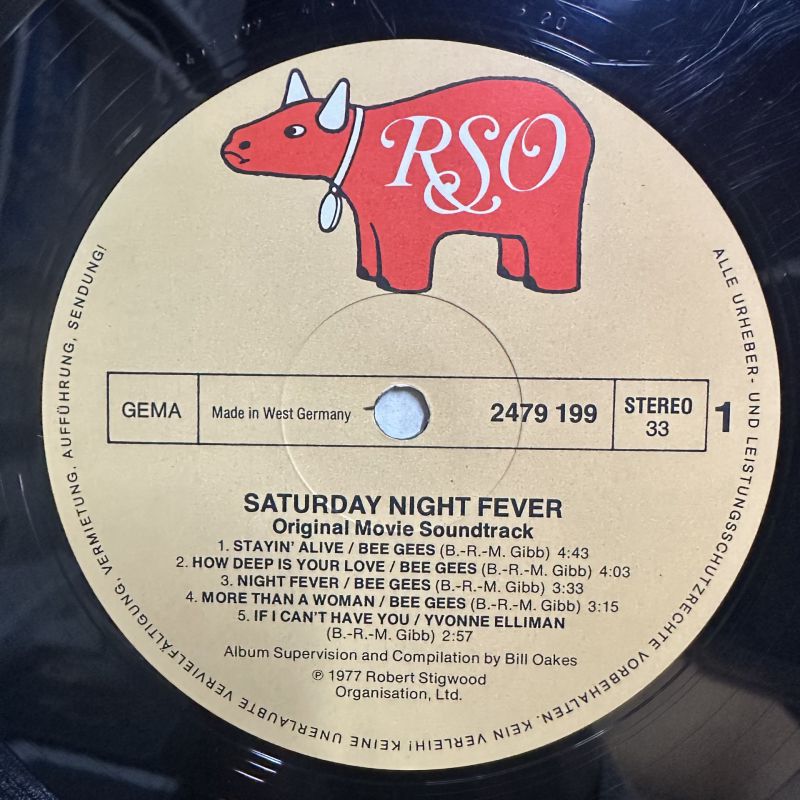 RSO
GEMA
Made in West Germany
2479 199
STEREO
33
1
SATURDAY NIGHT FEVER
Original Movie Soundtrack
1. STAYIN' ALIVE / BEE GEES (B.-R.-M. Gibb) 4:43
2. HOW DEEP IS YOUR LOVE / BEE GEES (B.-R.-M. Gibb) 4:03
3. NIGHT FEVER / BEE GEES (B.-R.-M. Gibb) 3:33
4. MORE THAN A WOMAN / BEE GEES (B.-R.-M. Gibb) 3:15
5. IF I CAN'T HAVE YOU / YVONNE ELLIMAN
(B.-R.-M. Gibb) 2:57
Album Supervision and Compilation by Bill Oakes
℗ 1977 Robert Stigwood
Organisation, Ltd.
ALLE URHEBER- UND LEISTUNGSSCHUTZRECHTE VORBEHALTEN. KEIN VERLEIH! KEINE UNERLAUBTE VERVIELFÄLTIGUNG, VERMIETUNG, AUFFÜHRUNG, SENDUNG!